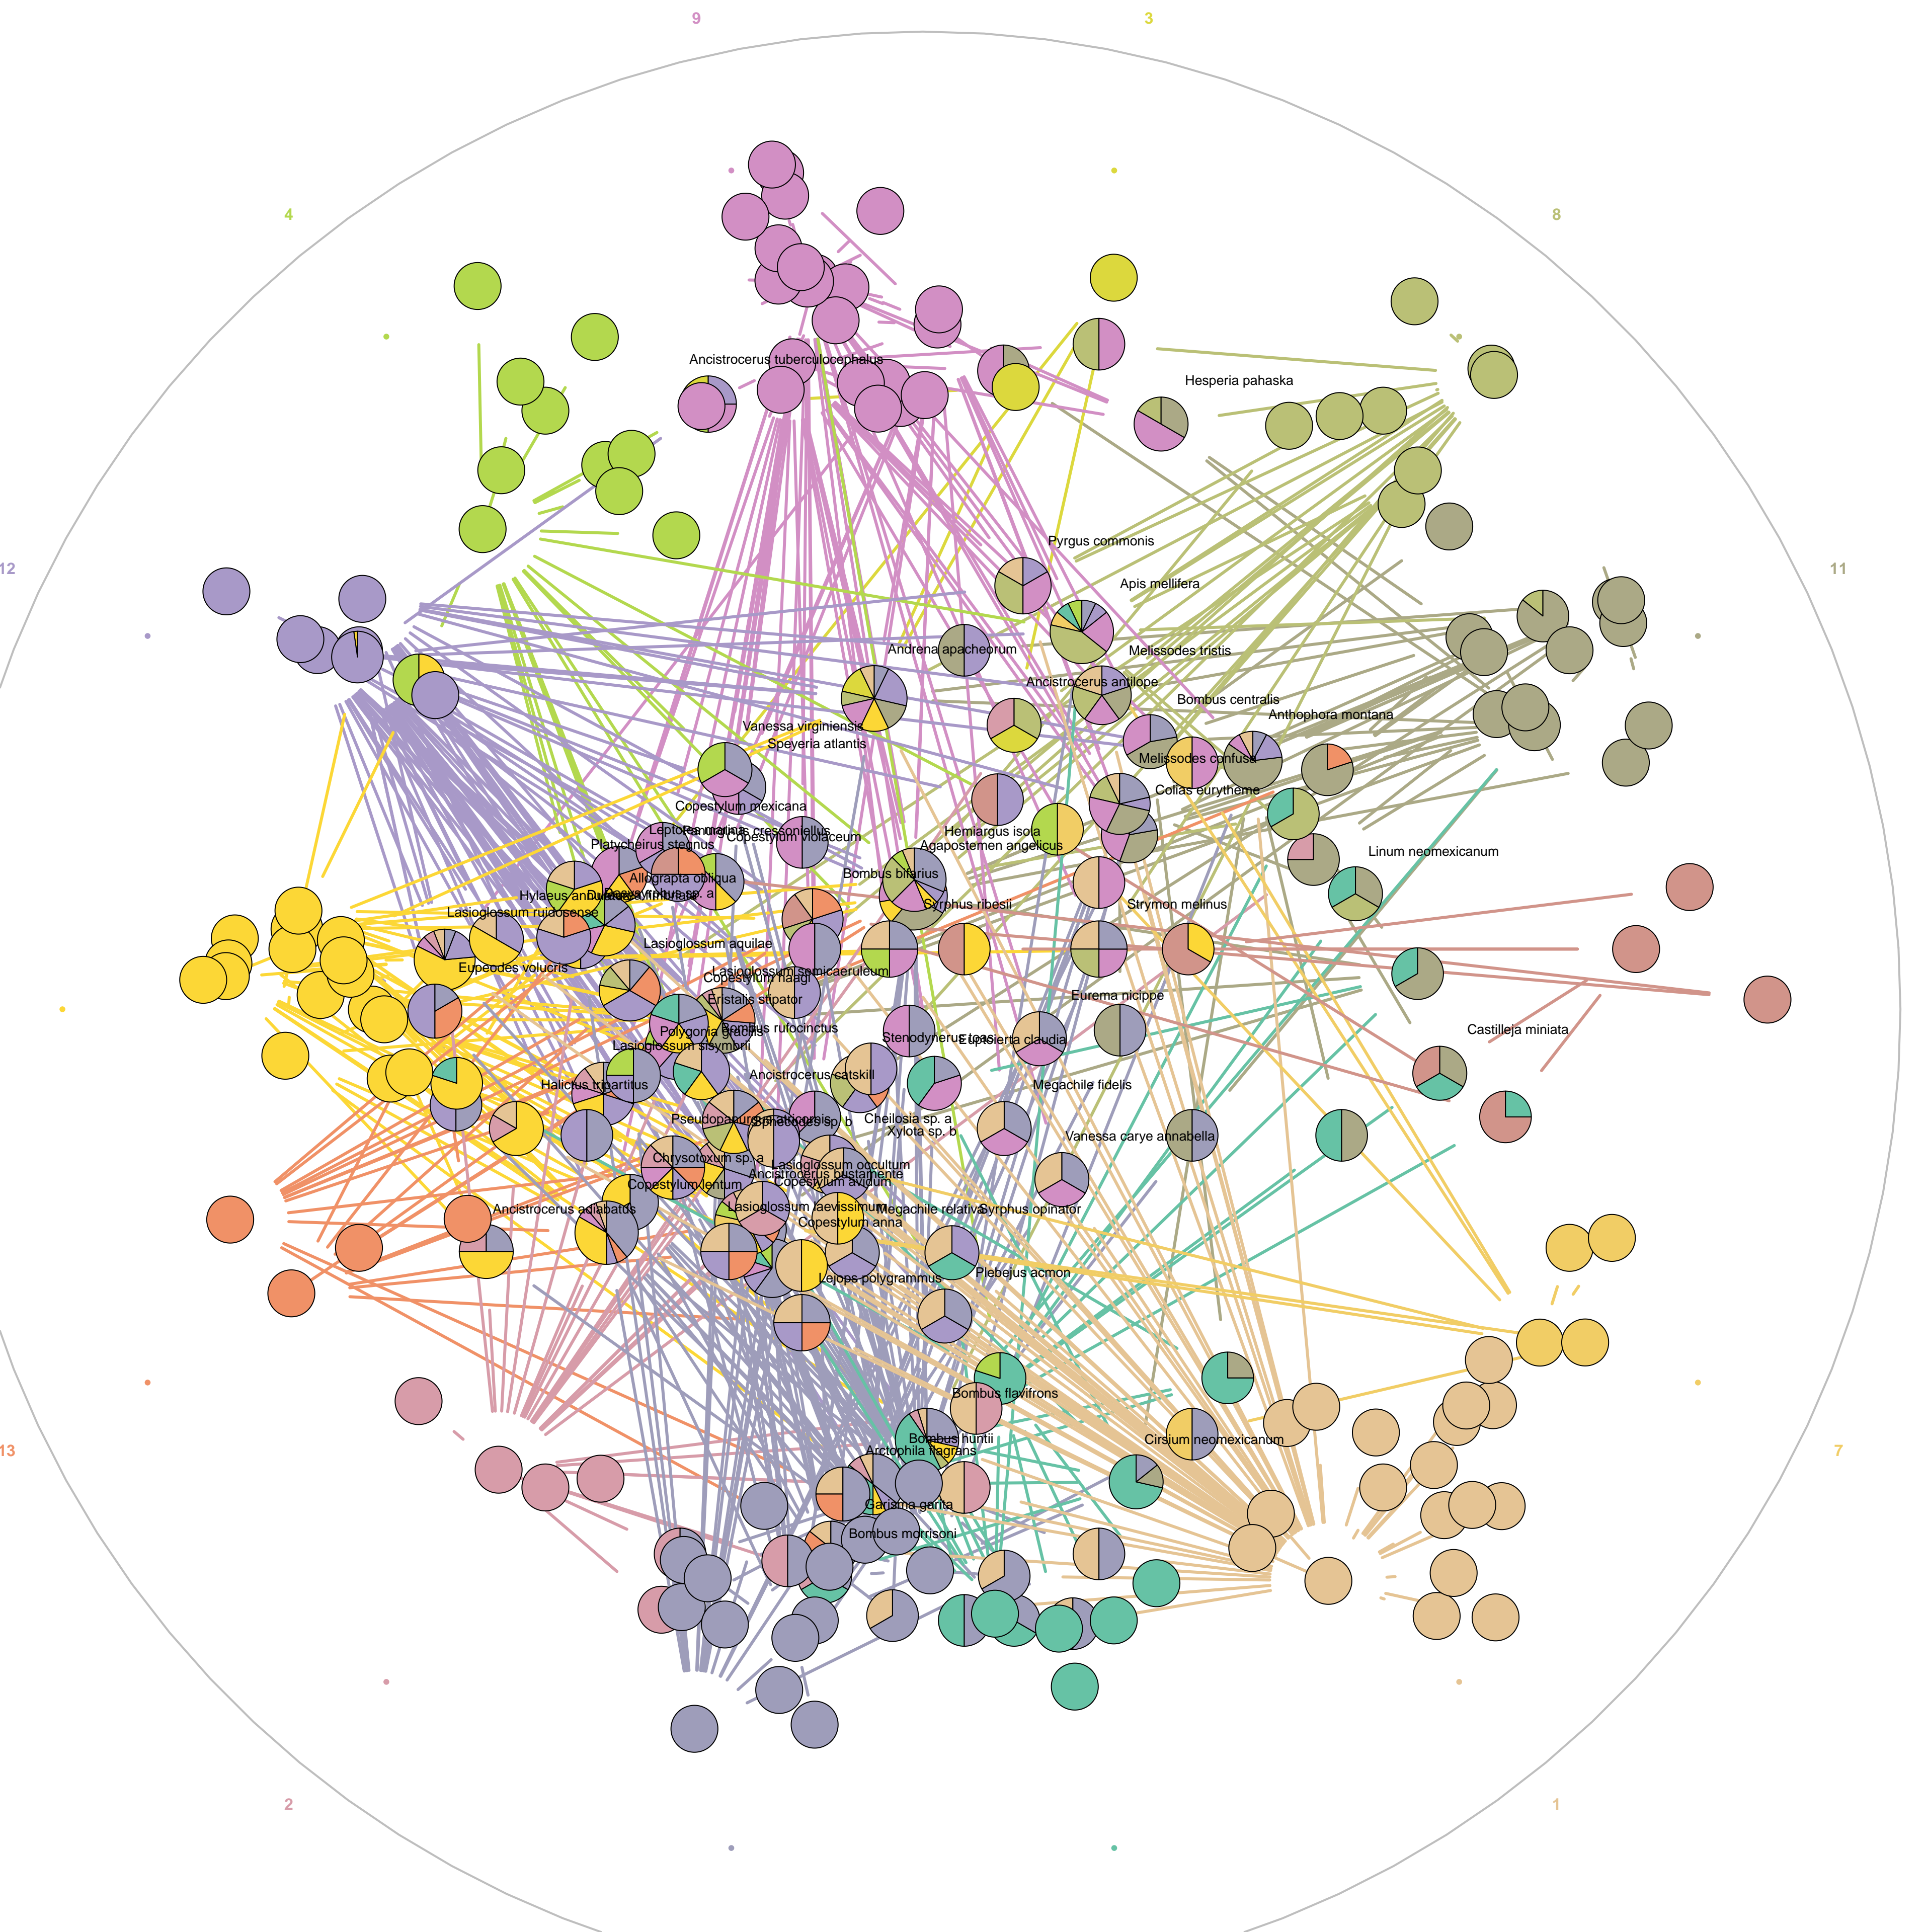 9
3
4
8
Ancistrocerus tuberculocephalus
Hesperia pahaska
Pyrgus commonis
12
11
Apis mellifera
Andrena apacheorum
Melissodes tristis
Ancistrocerus antilope
Bombus centralis
Anthophora montana
Vanessa virginiensis
Speyeria atlantis
Melissodes confusa
Colias eurytheme
Copestylum mexicana
Copestylum violaceum
Hemiargus isola
Platycheirus stegnus
Agapostemen angelicus
Linum neomexicanum
Allograpta obliqua
Bombus bifarius
Syrphus ribesii
Strymon melinus
Lasioglossum ruidosense
Lasioglossum aquilae
Eupeodes volucris
Lasioglossum semicaeruleum
Copestylum haagi
Eristalis stipator
Eurema nicippe
Bombus rufocinctus
Polygonia gracilis
Castilleja miniata
Lasioglossum sisymbrii
Euptoierta claudia
Ancistrocerus catskill
Halictus tripartitus
Megachile fidelis
Cheilosia sp. a
Xylota sp. b
Sphecodes sp. b
Vanessa carye annabella
Chrysotoxum sp. a
Lasioglossum occultum
Ancistrocerus bustamente
Copestylum lentum
Copestylum avidum
Lasioglossum laevissimum
Megachile relativa
Syrphus opinator
Ancistrocerus adiabatus
Copestylum anna
Lejops polygrammus
Plebejus acmon
Bombus flavifrons
Bombus huntii
Cirsium neomexicanum
Arctophila flagrans
13
7
Garisma garita
Bombus morrisoni
2
1